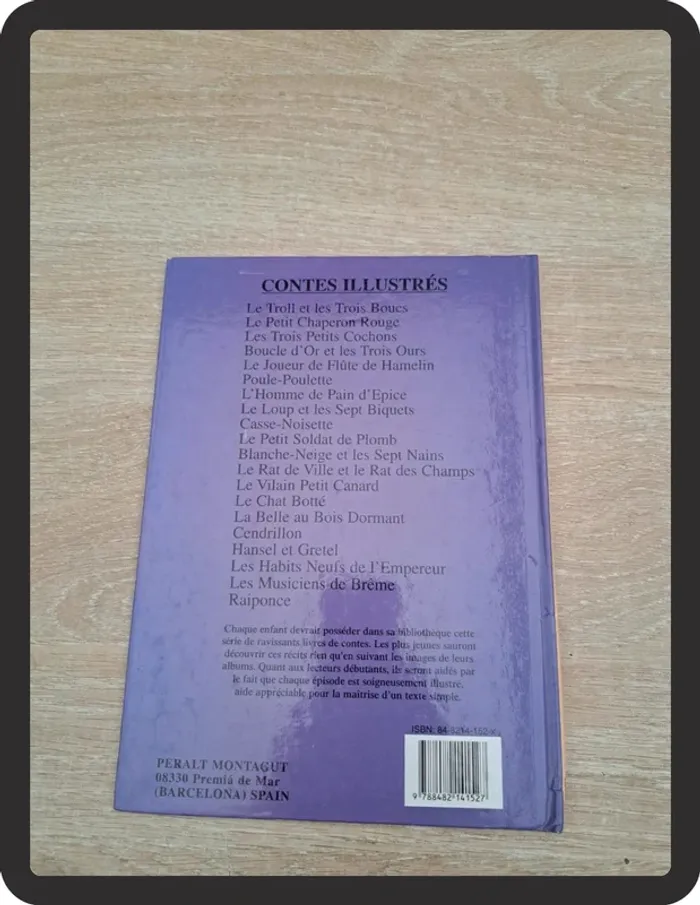 CONTES ILLUSTRÉS
Le Troll et les Trois Boucs
Le Petit Chaperon Rouge
Les Trois Petits Cochons
Boucle d'Or et les Trois Ours
Le Joueur de Flûte de Hamelin
Poule-Poulette
L'Homme de Pain d'Epice
Le Loup et les Sept Biquets
Casse-Noisette
Le Petit Soldat de Plomb
Blanche-Neige et les Sept Nains
Le Rat de Ville et le Rat des Champs
Le Vilain Petit Canard
Le Chat Botté
La Belle au Bois Dormant
Cendrillon
Hansel et Gretel
Les Habits Neufs de l'Empereur
Les Musiciens de Brême
Raiponce
Chaque enfant devrait posséder dans sa bibliothèque cette
série de ravissants livres de contes. Les plus jeunes sauront
découvrir ces récits rien qu'en suivant les images de leurs
albums. Quant aux lecteurs débutants, ils seront aidés par
le fait que chaque épisode est soigneusement illustré,
aide appréciable pour la maitrise d'un texte simple.
ISBN:
PERALT MONTAGUT
08330 Premiá de Mar
(BARCELONA) SPAIN
9 788482 141527